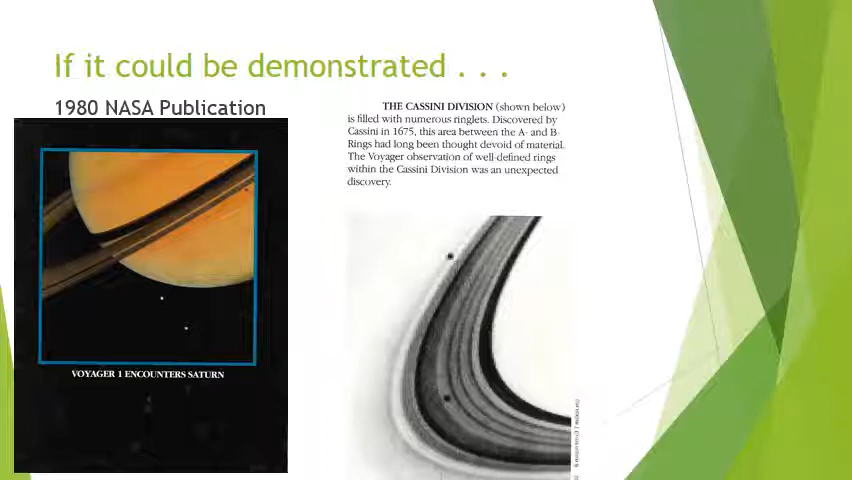 If it could be demonstrated . . .
1980 NASA Publication
VOYAGER 1 ENCOUNTERS SATURN
THE CASSINI DIVISION (shown below)
is filled with numerous ringlets. Discovered by
Cassini in 1675, this area between the A- and B-
Rings had long been thought devoid of material.
The Voyager observation of well-defined rings
within the Cassini Division was an unexpected
discovery.